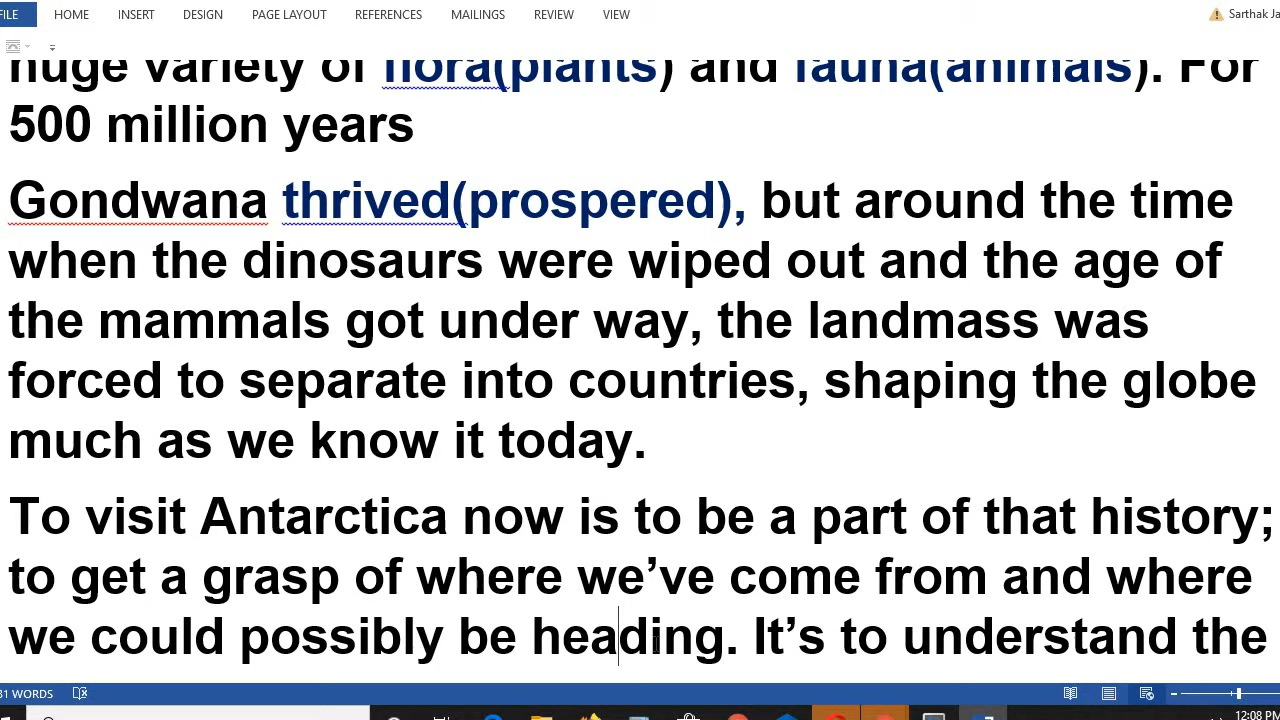 FILE HOME INSERT DESIGN PAGE LAYOUT REFERENCES MAILINGS REVIEW VIEW Sarthak Ja
huge variety of flora(plants) and fauna(animals). For
500 million years
Gondwana thrived(prospered), but around the time
when the dinosaurs were wiped out and the age of
the mammals got under way, the landmass was
forced to separate into countries, shaping the globe
much as we know it today.
To visit Antarctica now is to be a part of that history;
to get a grasp of where we’ve come from and where
we could possibly be heading. It’s to understand the
31 WORDS
12:08 PM